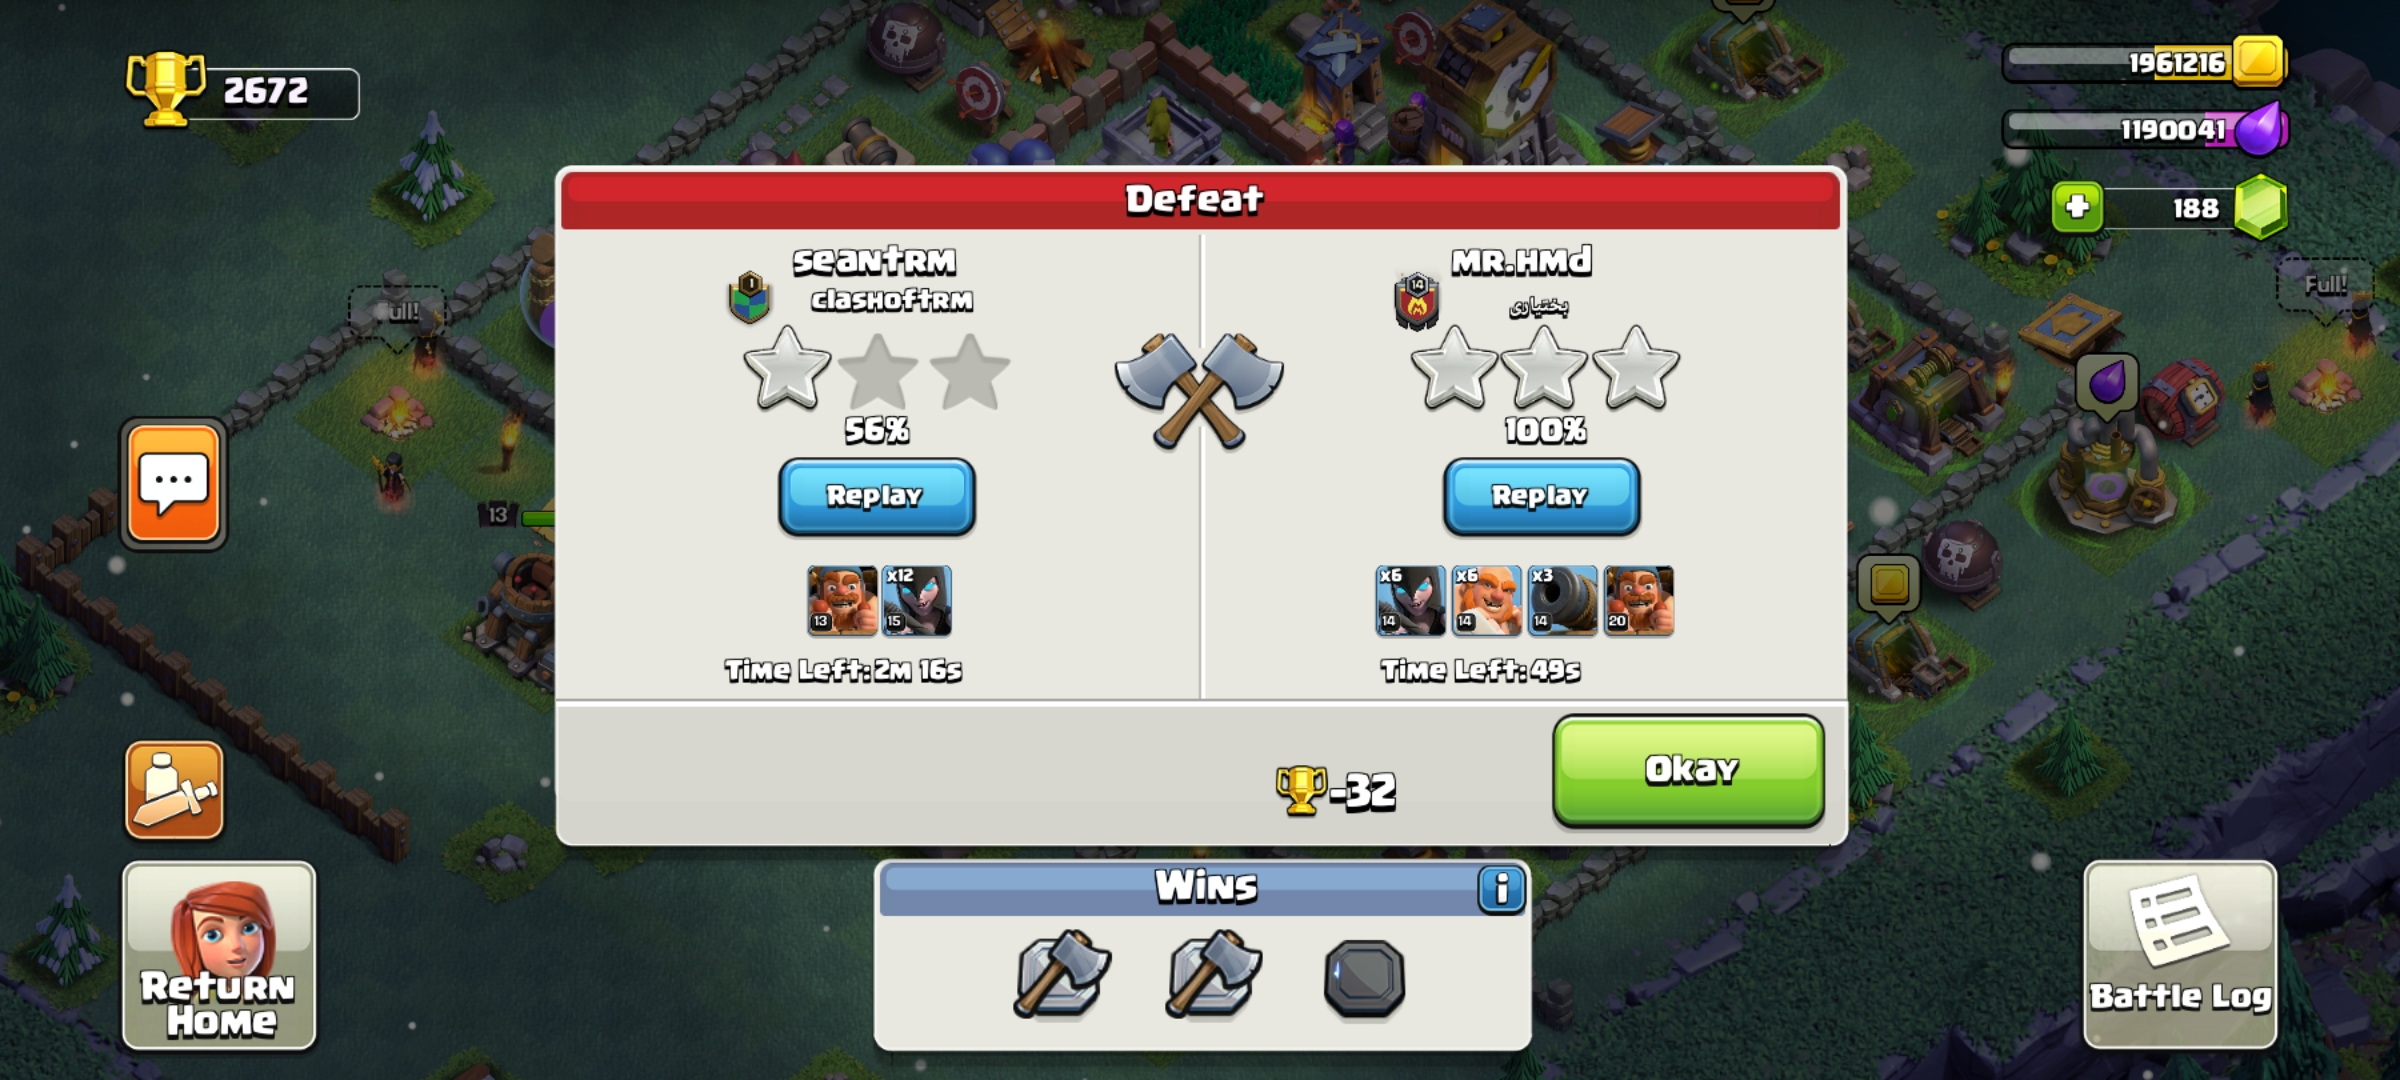 2672
1961216
1190041
188
Full!
13
Defeat
seantRM
clashoftRM
1
56%
Replay
13
x12
15
Time Left: 2m 16s
MR.HMd
14
بختیاری
100%
Replay
x6
14
x6
14
x3
14
20
Time Left: 49s
-32
Okay
Wins
i
Return
Home
Battle Log